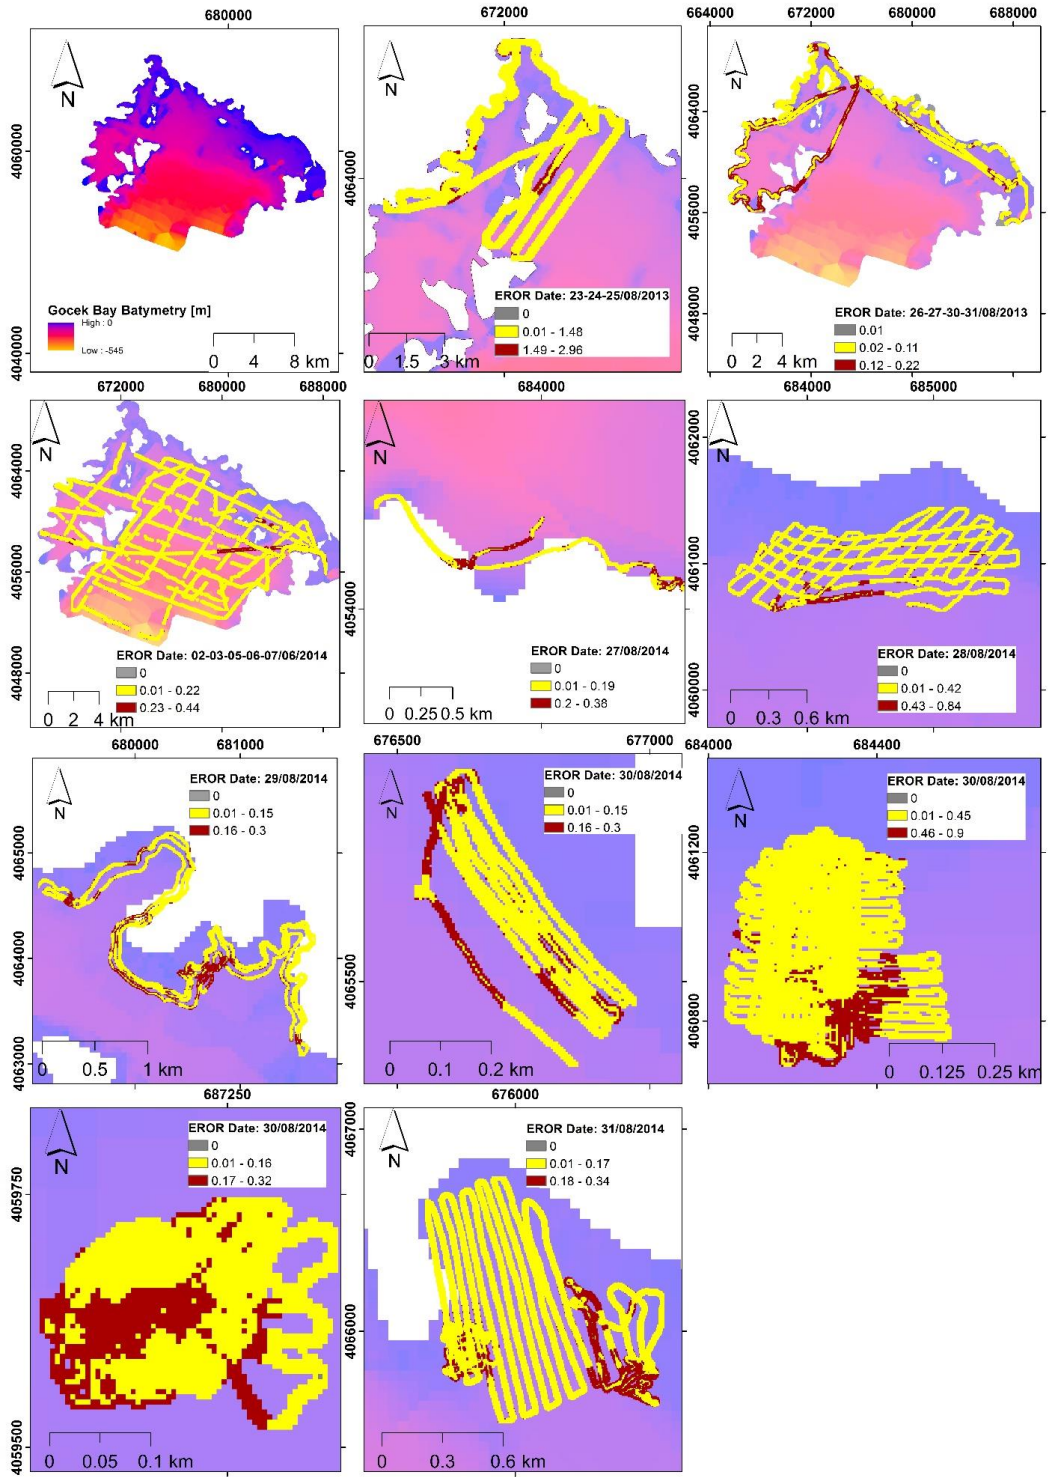 680000
4060000
4040000
N
Gocek Bay Batymetry [m]
High : 0
Low : -545
0 4 8 km
672000
4064000
N
EROR Date: 23-24-25/08/2013
0
0.01 - 1.48
1.49 - 2.96
0 1.5 3 km
664000 672000 680000 688000
4064000
4056000
4048000
N
EROR Date: 26-27-30-31/08/2013
0.01
0.02 - 0.11
0.12 - 0.22
0 2 4 km
672000 680000 688000
4064000
4056000
4048000
N
EROR Date: 02-03-05-06-07/06/2014
0
0.01 - 0.22
0.23 - 0.44
0 2 4 km
684000
4054000
N
EROR Date: 27/08/2014
0
0.01 - 0.19
0.2 - 0.38
0 0.25 0.5 km
684000 685000
4062000
4061000
4060000
N
EROR Date: 28/08/2014
0
0.01 - 0.42
0.43 - 0.84
0 0.3 0.6 km
680000 681000
4065000
4064000
4063000
N
EROR Date: 29/08/2014
0
0.01 - 0.15
0.16 - 0.3
0 0.5 1 km
676500 677000
4065500
N
EROR Date: 30/08/2014
0
0.01 - 0.15
0.16 - 0.3
0 0.1 0.2 km
684000 684400
4061200
4060800
N
EROR Date: 30/08/2014
0
0.01 - 0.45
0.46 - 0.9
0 0.125 0.25 km
687250
4059750
4059500
N
EROR Date: 30/08/2014
0
0.01 - 0.16
0.17 - 0.32
0 0.05 0.1 km
676000
4067000
4066000
N
EROR Date: 31/08/2014
0
0.01 - 0.17
0.18 - 0.34
0 0.3 0.6 km